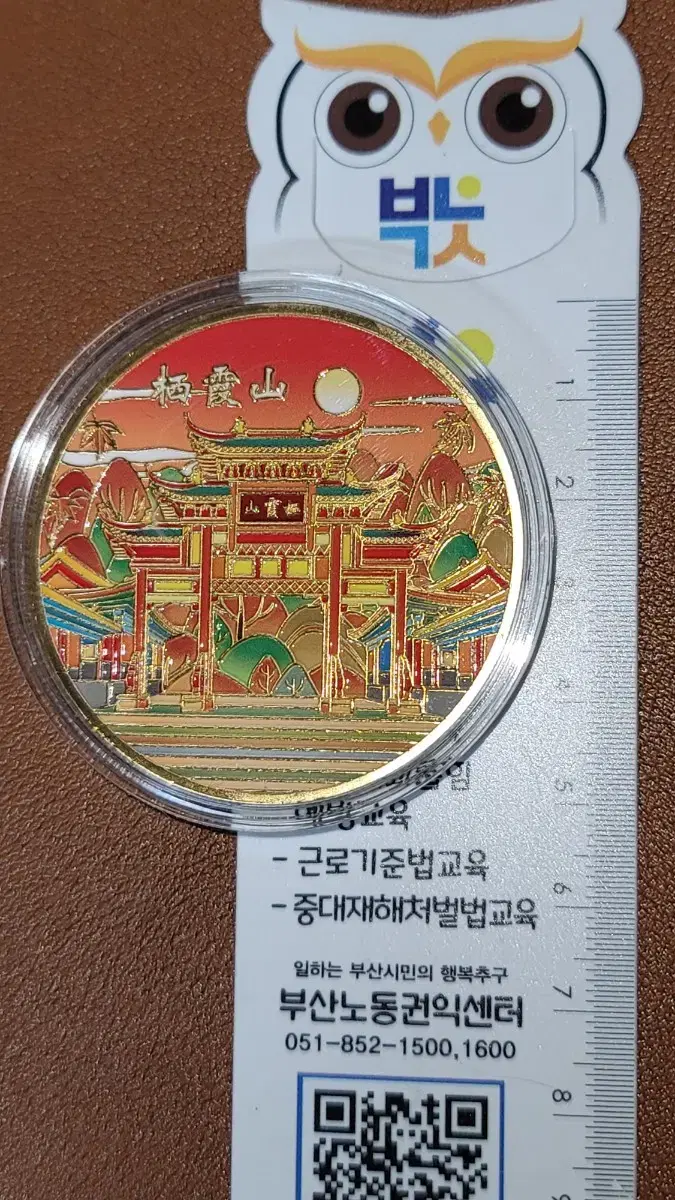 빅숏
栖霞山
山霞栖
1
2
3
4
5
예방교육
- 근로기준법교육
6
- 중대재해처벌법교육
일하는 부산시민의 행복추구
7
부산노동권익센터
051-852-1500,1600
8